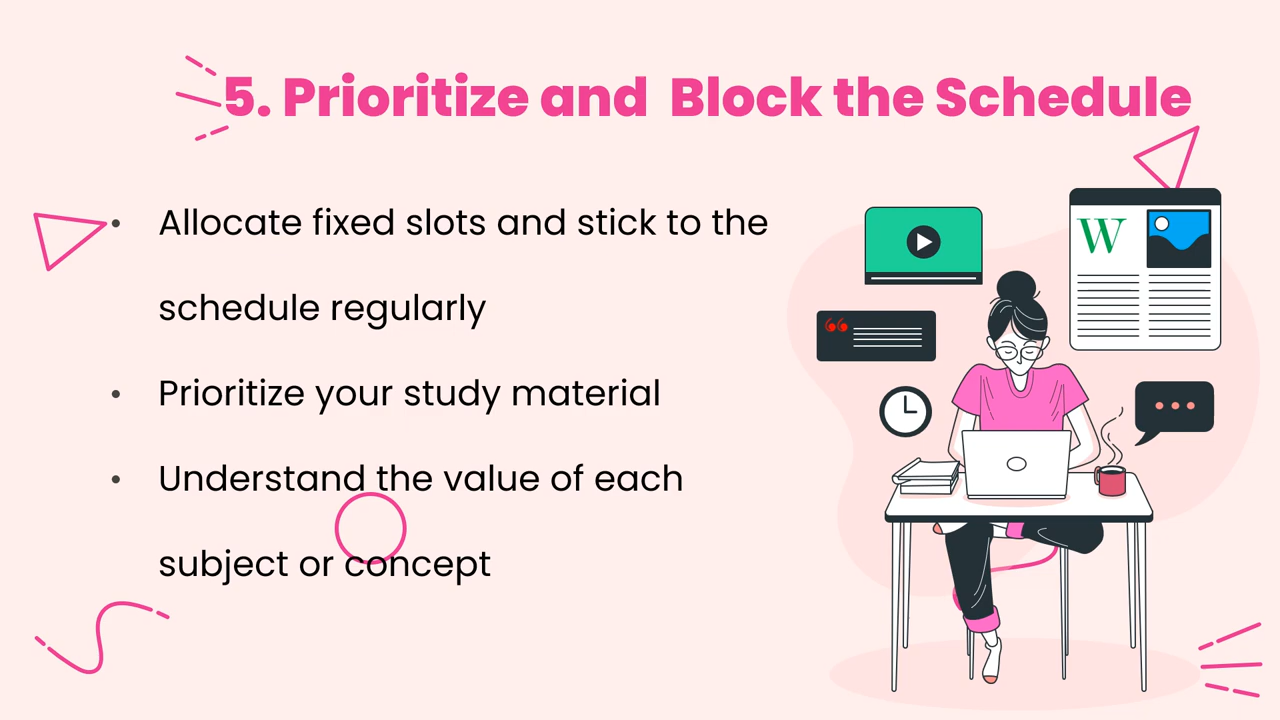 5. Prioritize and  Block the Schedule
• Allocate fixed slots and stick to the
schedule regularly
• Prioritize your study material
• Understand the value of each
subject or concept
W